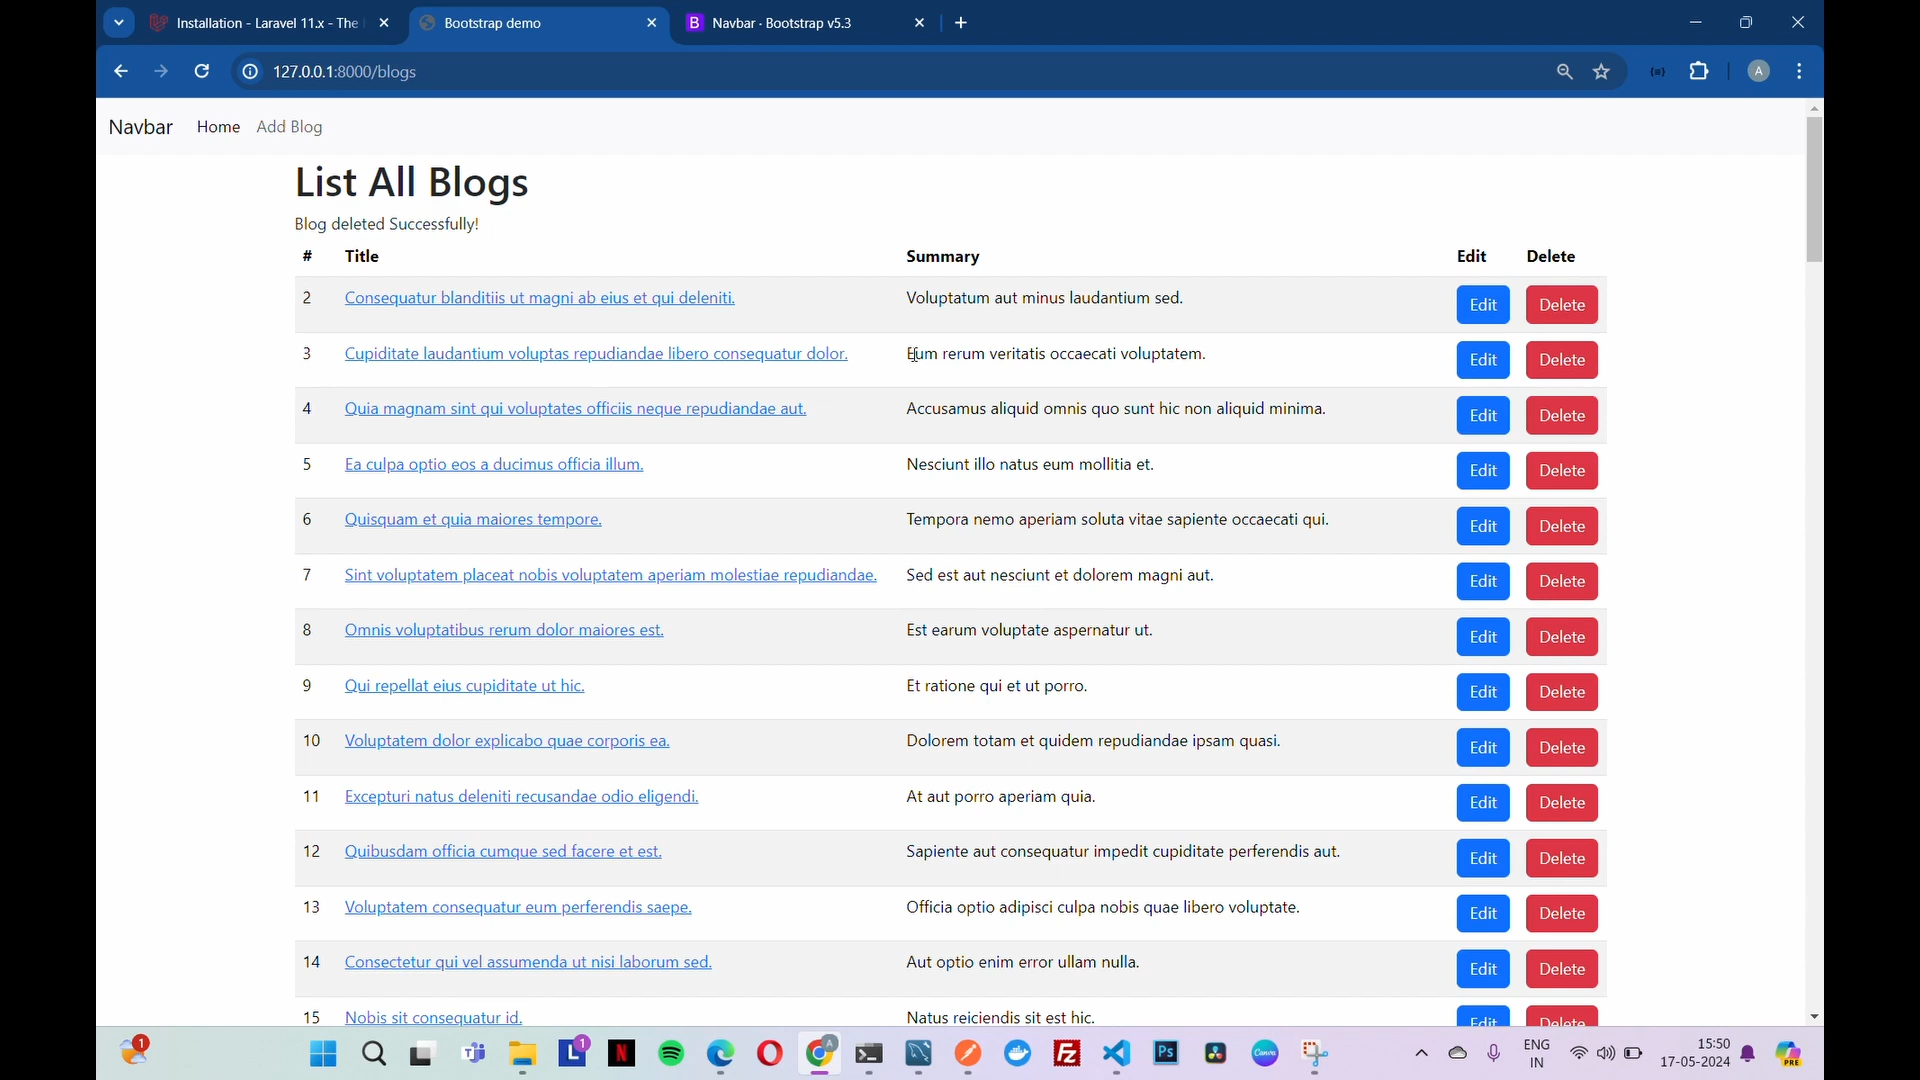 Installation - Laravel 11.x - The
Bootstrap demo
B Navbar · Bootstrap v5.3
127.0.0.1:8000/blogs
A
Navbar Home Add Blog
List All Blogs
Blog deleted Successfully!
# Title Summary Edit Delete
2 Consequatur blanditiis ut magni ab eius et qui deleniti. Voluptatum aut minus laudantium sed. Edit Delete
3 Cupiditate laudantium voluptas repudiandae libero consequatur dolor. Eum rerum veritatis occaecati voluptatem. Edit Delete
4 Quia magnam sint qui voluptates officiis neque repudiandae aut. Accusamus aliquid omnis quo sunt hic non aliquid minima. Edit Delete
5 Ea culpa optio eos a ducimus officia illum. Nesciunt illo natus eum mollitia et. Edit Delete
6 Quisquam et quia maiores tempore. Tempora nemo aperiam soluta vitae sapiente occaecati qui. Edit Delete
7 Sint voluptatem placeat nobis voluptatem aperiam molestiae repudiandae. Sed est aut nesciunt et dolorem magni aut. Edit Delete
8 Omnis voluptatibus rerum dolor maiores est. Est earum voluptate aspernatur ut. Edit Delete
9 Qui repellat eius cupiditate ut hic. Et ratione qui et ut porro. Edit Delete
10 Voluptatem dolor explicabo quae corporis ea. Dolorem totam et quidem repudiandae ipsam quasi. Edit Delete
11 Excepturi natus deleniti recusandae odio eligendi. At aut porro aperiam quia. Edit Delete
12 Quibusdam officia cumque sed facere et est. Sapiente aut consequatur impedit cupiditate perferendis aut. Edit Delete
13 Voluptatem consequatur eum perferendis saepe. Officia optio adipisci culpa nobis quae libero voluptate. Edit Delete
14 Consectetur qui vel assumenda ut nisi laborum sed. Aut optio enim error ullam nulla. Edit Delete
15 Nobis sit consequatur id. Natus reiciendis sit est hic. Edit Delete
1
L 1
N
A
Fz
Ps
Canva
ENG
IN
15:50
17-05-2024
PRE